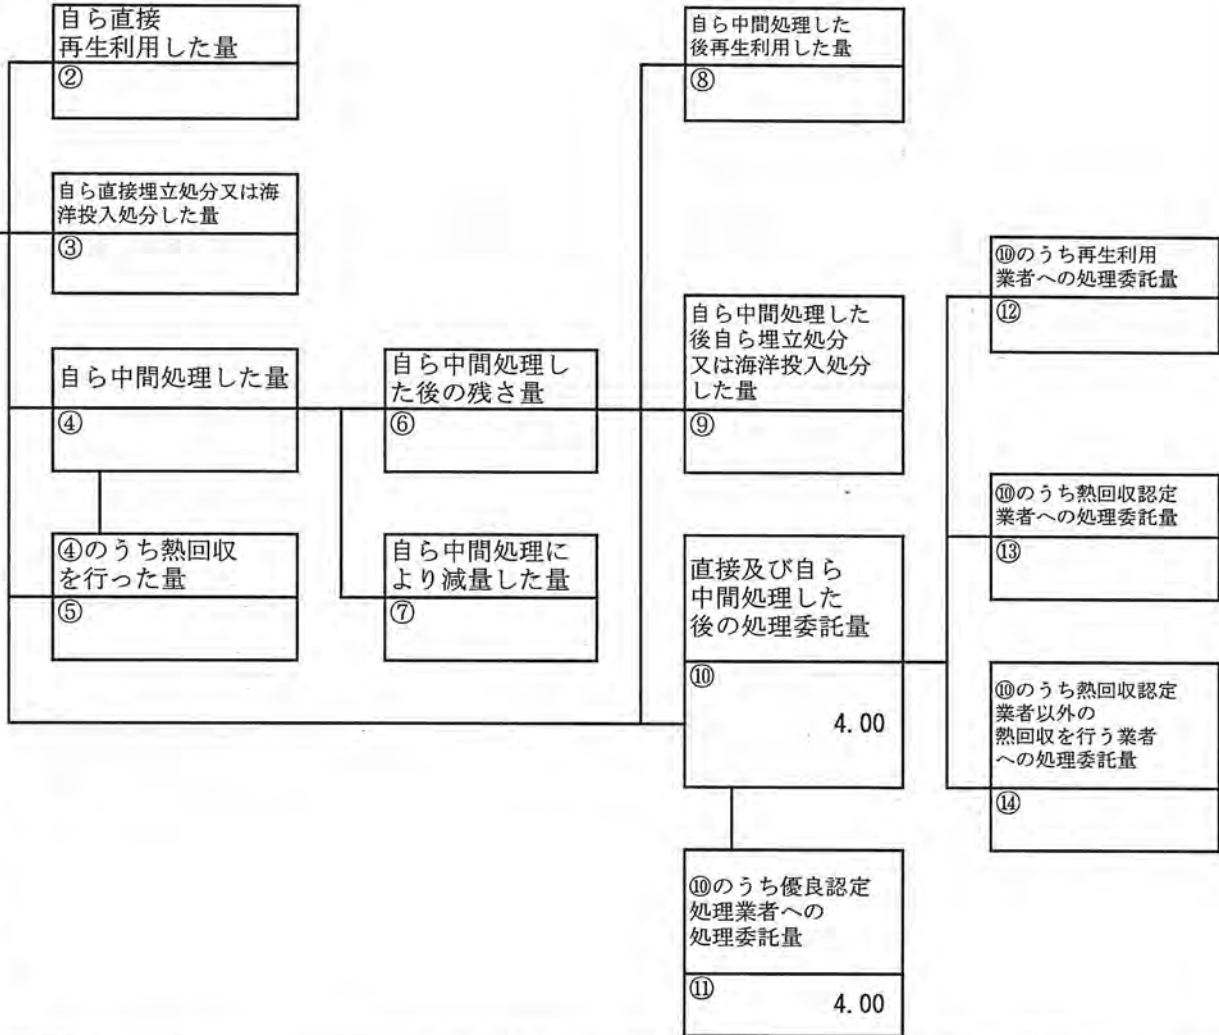 自ら直接
再生利用した量
②
自ら直接埋立処分又は海
洋投入処分した量
③
自ら中間処理した量
④
④のうち熱回収
を行った量
⑤
自ら中間処理し
た後の残さ量
⑥
自ら中間処理に
より減量した量
⑦
自ら中間処理した
後再生利用した量
⑧
自ら中間処理した
後自ら埋立処分
又は海洋投入処分
した量
⑨
直接及び自ら
中間処理した
後の処理委託量
⑩
4.00
⑩のうち優良認定
処理業者への
処理委託量
⑪
4.00
⑩のうち再生利用
業者への処理委託量
⑫
⑩のうち熱回収認定
業者への処理委託量
⑬
⑩のうち熱回収認定
業者以外の
熱回収を行う業者
への処理委託量
⑭